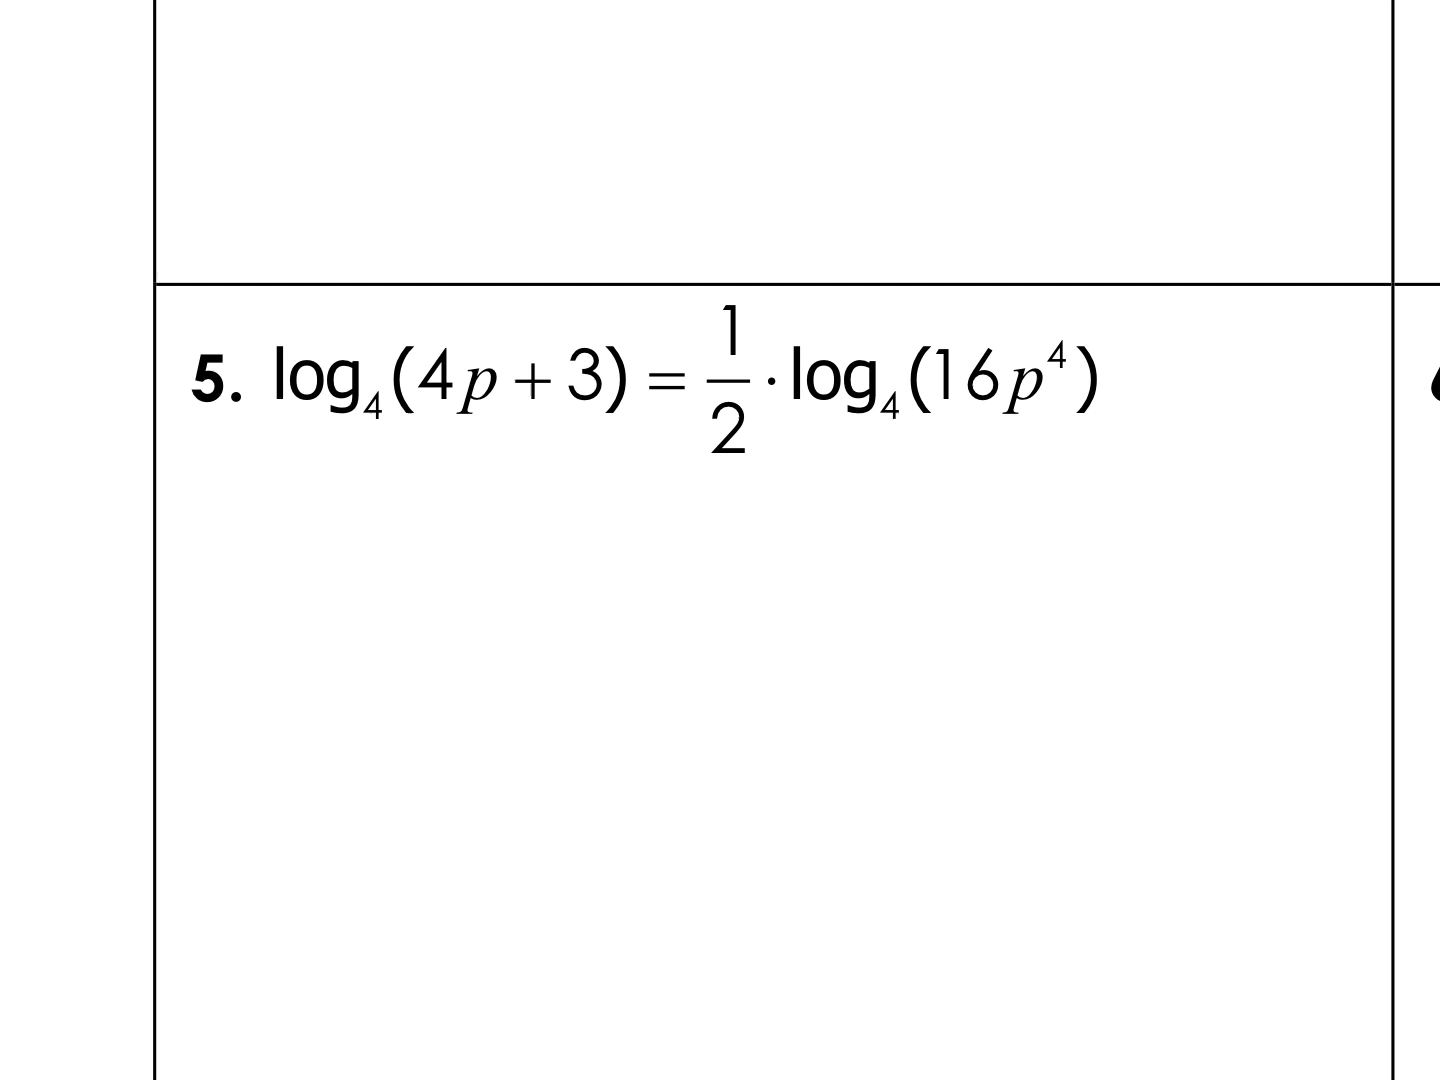 5. log₄(4p + 3) = 1/2 · log₄(16p⁴)